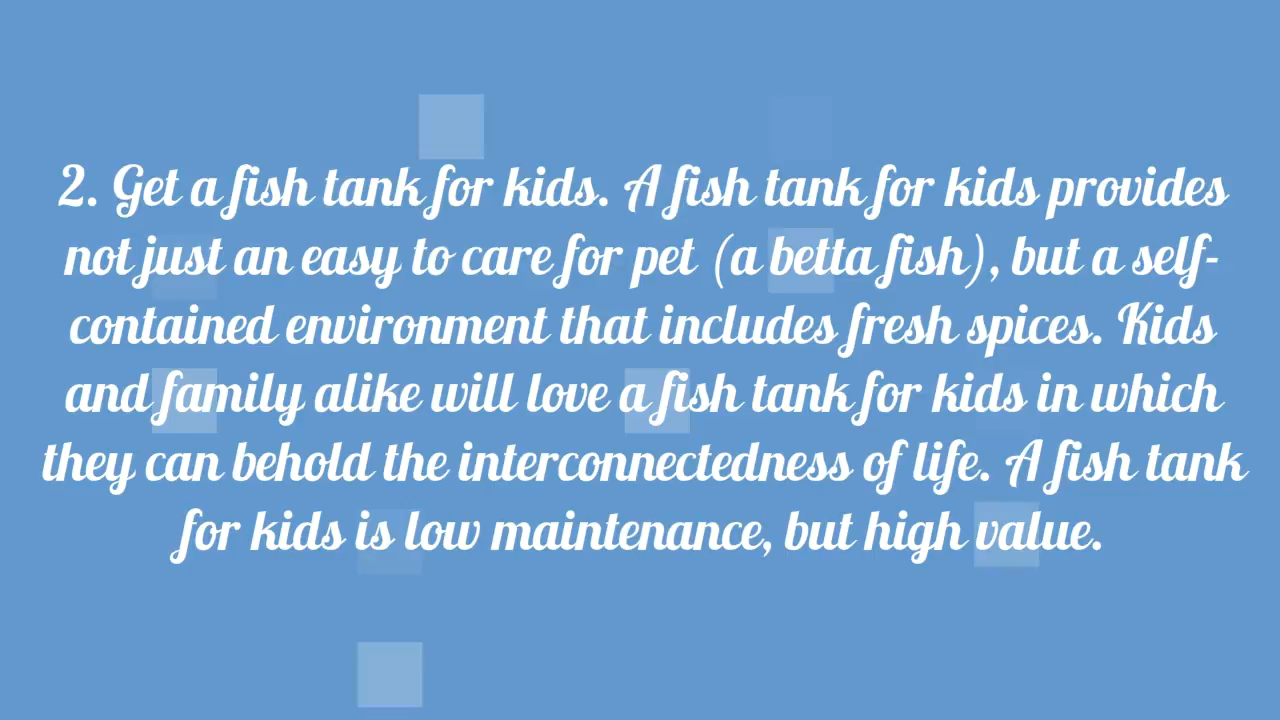 2. Get a fish tank for kids. A fish tank for kids provides
not just an easy to care for pet (a betta fish), but a self-
contained environment that includes fresh spices. Kids
and family alike will love a fish tank for kids in which
they can behold the interconnectedness of life. A fish tank
for kids is low maintenance, but high value.